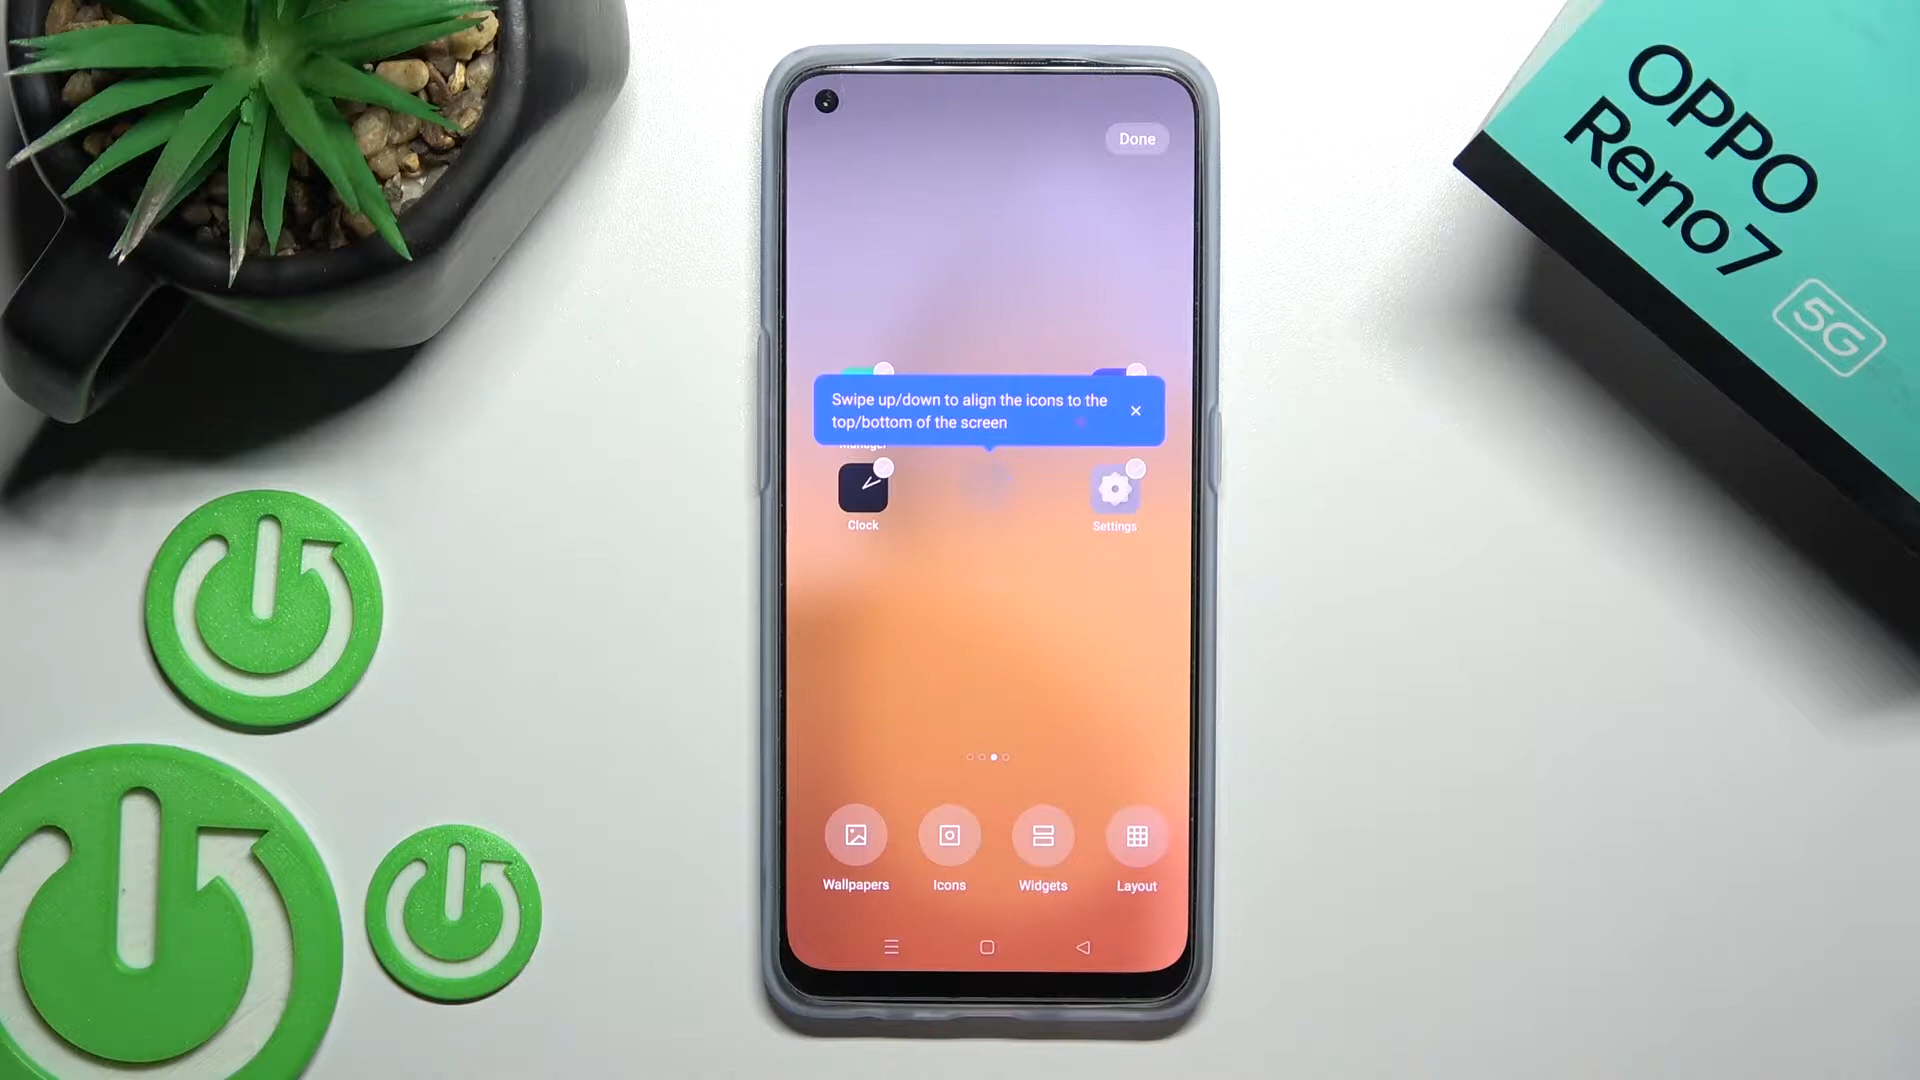 OPPO
Reno7
5G
Done
Swipe up/down to align the icons to the
top/bottom of the screen
Manager
Clock
Settings
Wallpapers
Icons
Widgets
Layout